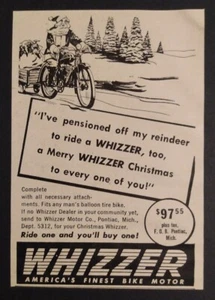 "I've pensioned off my reindeer
to ride a WHIZZER, too,
a Merry WHIZZER Christmas
to every one of you!"
Complete
with all necessary attach-
ments. Fits any man's balloon tire bike.
If no Whizzer Dealer in your community, yet,
send to Whizzer Motor Co., Pontiac, Mich.,
Dept. 5312, for your Christmas Whizzer.
Ride one and you'll buy one!
$97.55
plus tax,
F. O. B. Pontiac,
Mich.
WHIZZER
AMERICA'S FINEST BIKE MOTOR